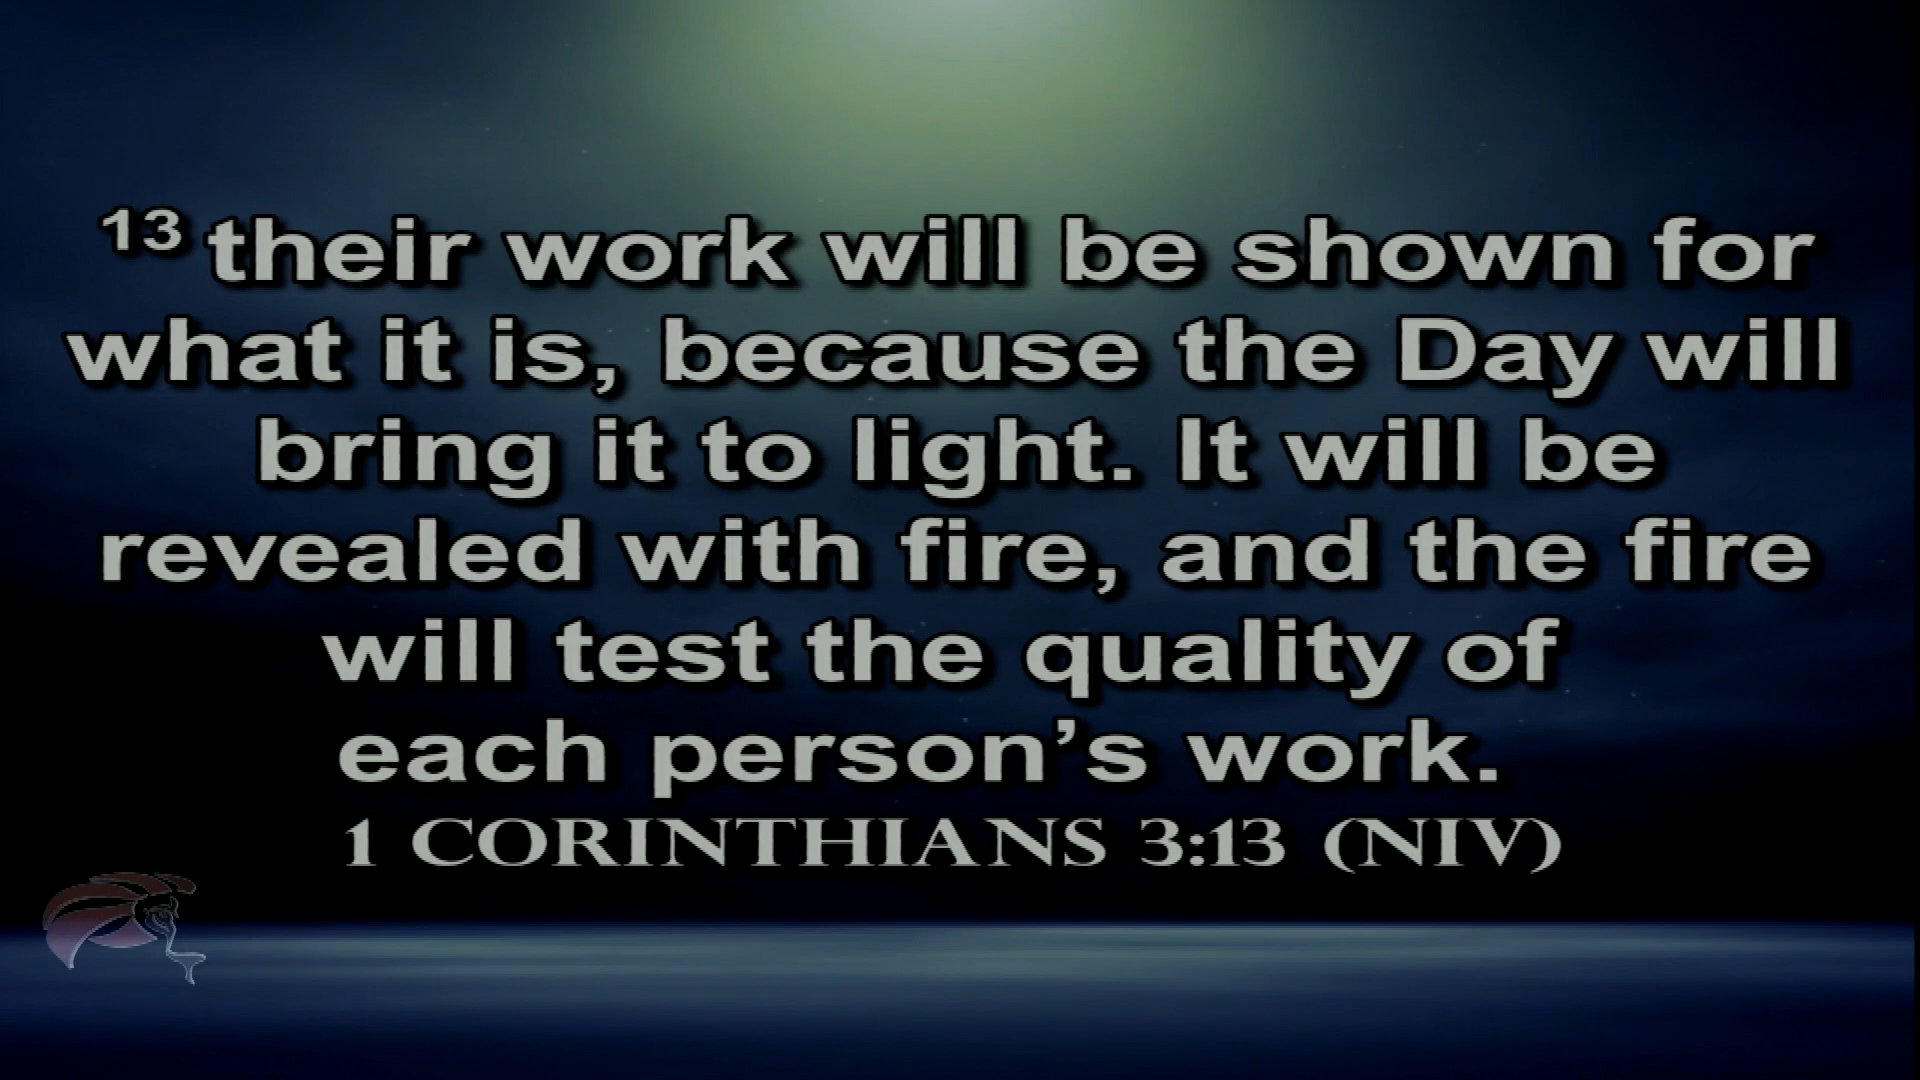 13 their work will be shown for
what it is, because the Day will
bring it to light. It will be
revealed with fire, and the fire
will test the quality of
each person’s work.
1 CORINTHIANS 3:13 (NIV)